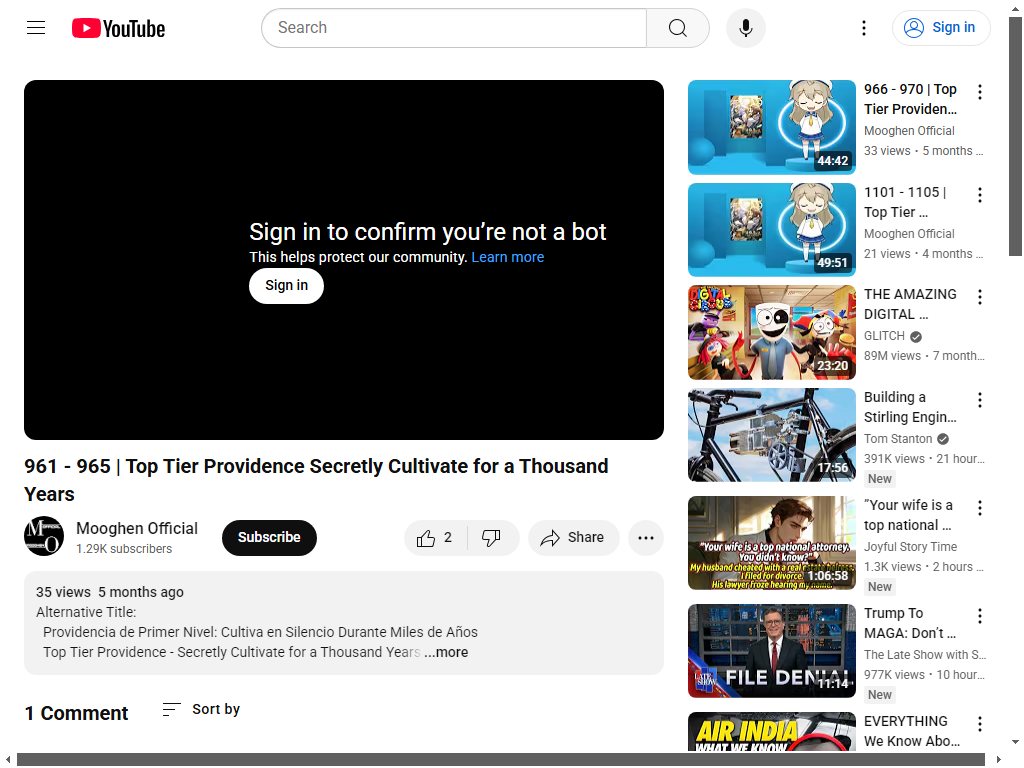 YouTube
Search
Sign in
Sign in to confirm you’re not a bot
This helps protect our community. Learn more
Sign in
961 - 965 | Top Tier Providence Secretly Cultivate for a Thousand
Years
Mooghen Official
1.29K subscribers
Subscribe
2
Share
35 views 5 months ago
Alternative Title:
Providencia de Primer Nivel: Cultiva en Silencio Durante Miles de Años
Top Tier Providence - Secretly Cultivate for a Thousand Years ...more
1 Comment
Sort by
44:42
966 - 970 | Top
Tier Providen...
Mooghen Official
33 views • 5 months ...
49:51
1101 - 1105 |
Top Tier ...
Mooghen Official
21 views • 4 months ...
DIGITAL
CIRCUS
23:20
THE AMAZING
DIGITAL ...
GLITCH
89M views • 7 month...
17:56
Building a
Stirling Engin...
Tom Stanton
391K views • 21 hour...
New
"Your wife is a top national attorney.
You didn't know?"
My husband cheated with a real estate heiress.
I filed for divorce.
His lawyer froze hearing my name.
1:06:58
"Your wife is a
top national ...
Joyful Story Time
1.3K views • 2 hours ...
New
LATE SHOW
FILE DENIAL
11:14
Trump To
MAGA: Don’t ...
The Late Show with S...
977K views • 10 hour...
New
AIR INDIA
WHAT WE KNOW
EVERYTHING
We Know Abo...